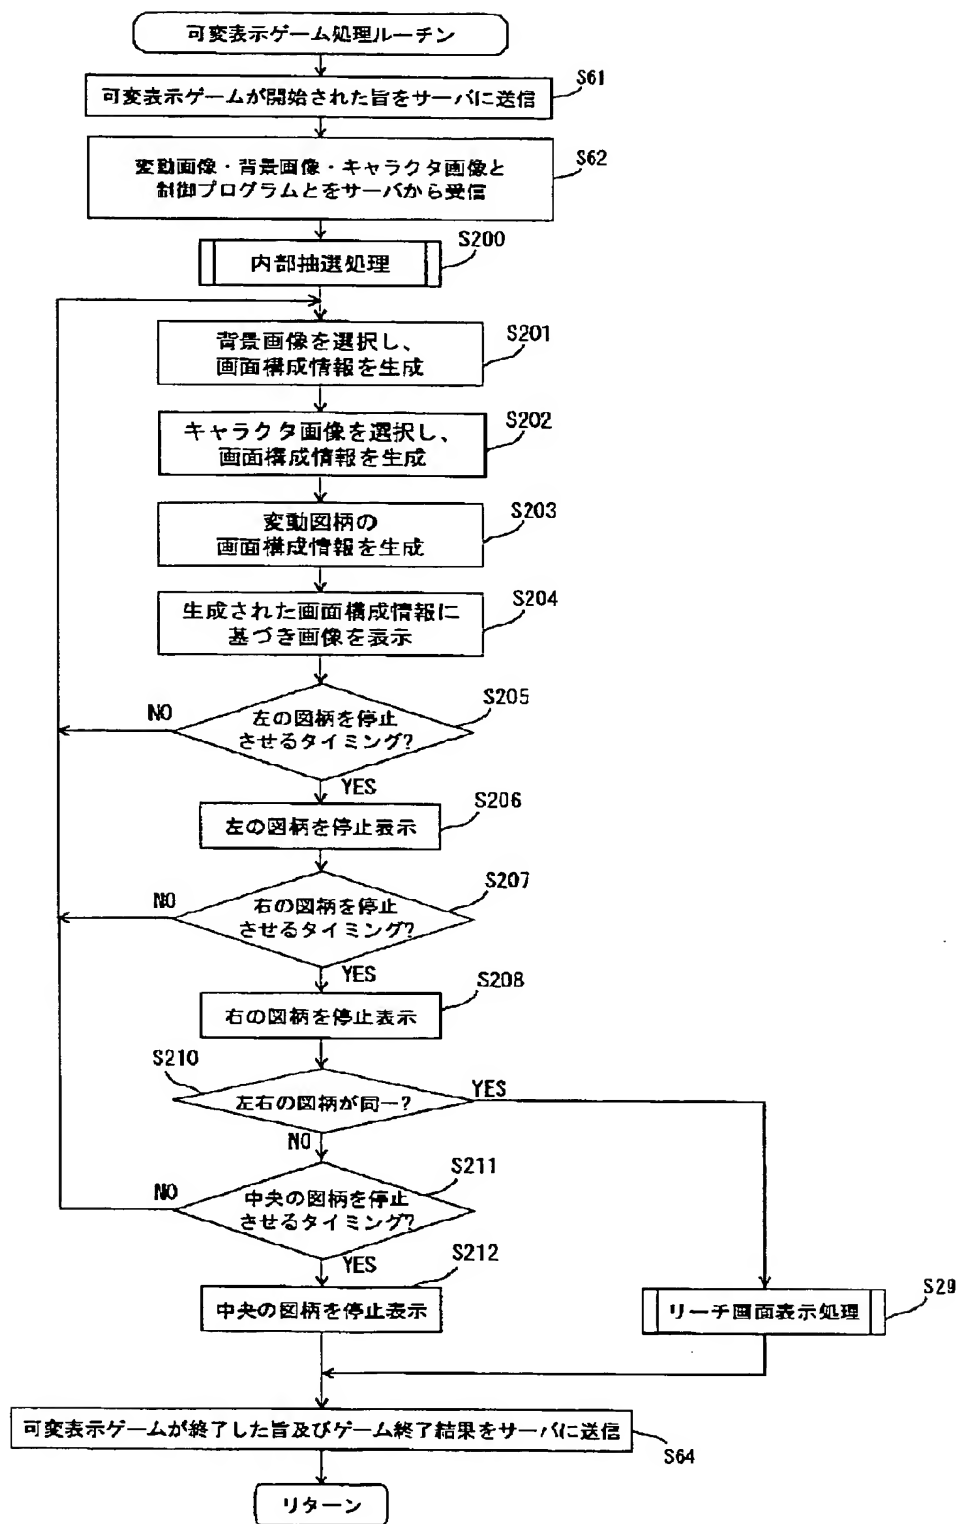 可変表示ゲーム処理ルーチン
S61
可変表示ゲームが開始された旨をサーバに送信
S62
変動画像・背景画像・キャラクタ画像と
制御プログラムとをサーバから受信
S200
内部抽選処理
S201
背景画像を選択し、
画面構成情報を生成
S202
キャラクタ画像を選択し、
画面構成情報を生成
S203
変動図柄の
画面構成情報を生成
S204
生成された画面構成情報に
基づき画像を表示
S205
NO
左の図柄を停止
させるタイミング?
YES
S206
左の図柄を停止表示
S207
NO
右の図柄を停止
させるタイミング?
YES
S208
右の図柄を停止表示
S210
YES
左右の図柄が同一?
NO
S211
NO
中央の図柄を停止
させるタイミング?
YES
S212
中央の図柄を停止表示
S29
リーチ画面表示処理
可変表示ゲームが終了した旨及びゲーム終了結果をサーバに送信
S64
リターン